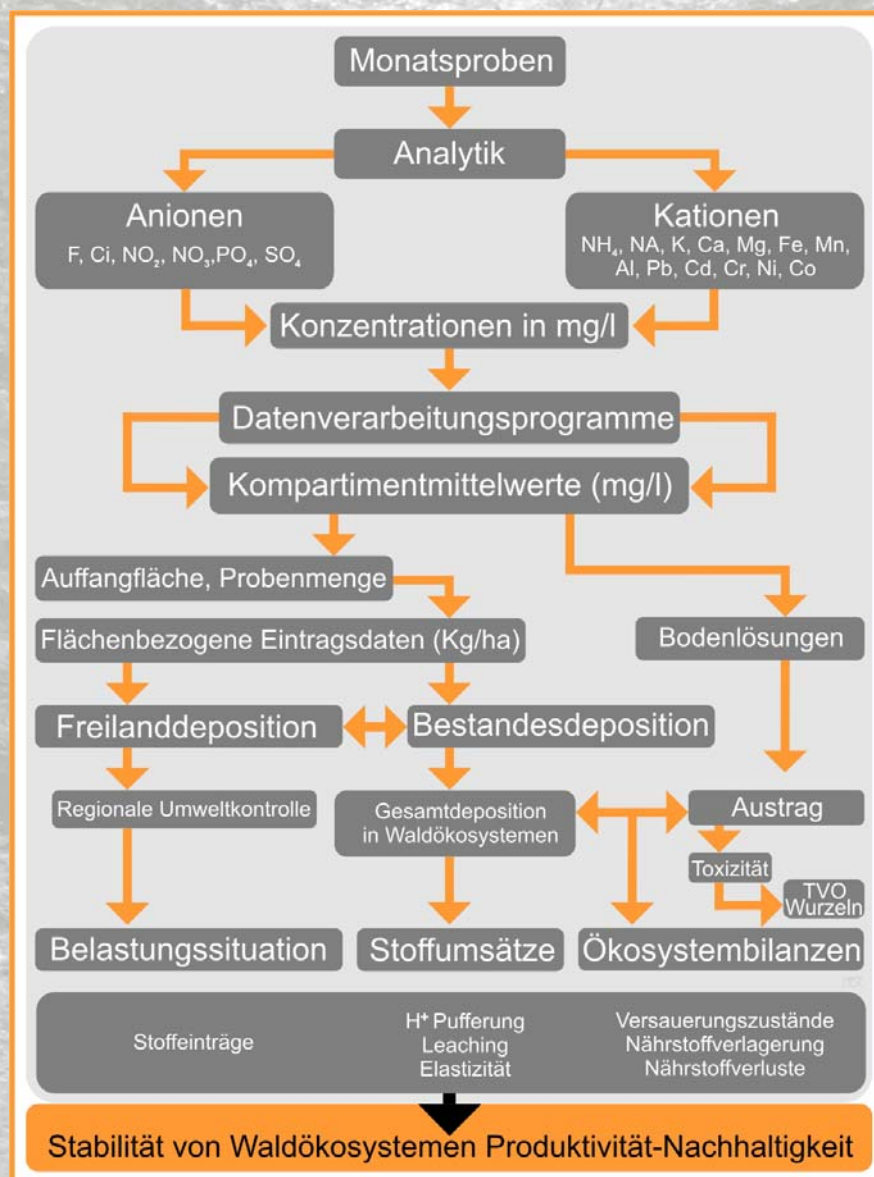 Monatsproben
Analytik
Anionen
F, Ci, NO₂, NO₃,PO₄, SO₄
Kationen
NH₄, NA, K, Ca, Mg, Fe, Mn,
Al, Pb, Cd, Cr, Ni, Co
Konzentrationen in mg/l
Datenverarbeitungsprogramme
Kompartimentmittelwerte (mg/l)
Auffangfläche, Probenmenge
Flächenbezogene Eintragsdaten (Kg/ha)
Bodenlösungen
Freilanddeposition
Bestandesdeposition
Regionale Umweltkontrolle
Gesamtdeposition
in Waldökosystemen
Austrag
Toxizität
TVO
Wurzeln
Belastungssituation
Stoffumsätze
Ökosystembilanzen
Stoffeinträge
H⁺ Pufferung
Leaching
Elastizität
Versauerungszustände
Nährstoffverlagerung
Nährstoffverluste
Stabilität von Waldökosystemen Produktivität-Nachhaltigkeit